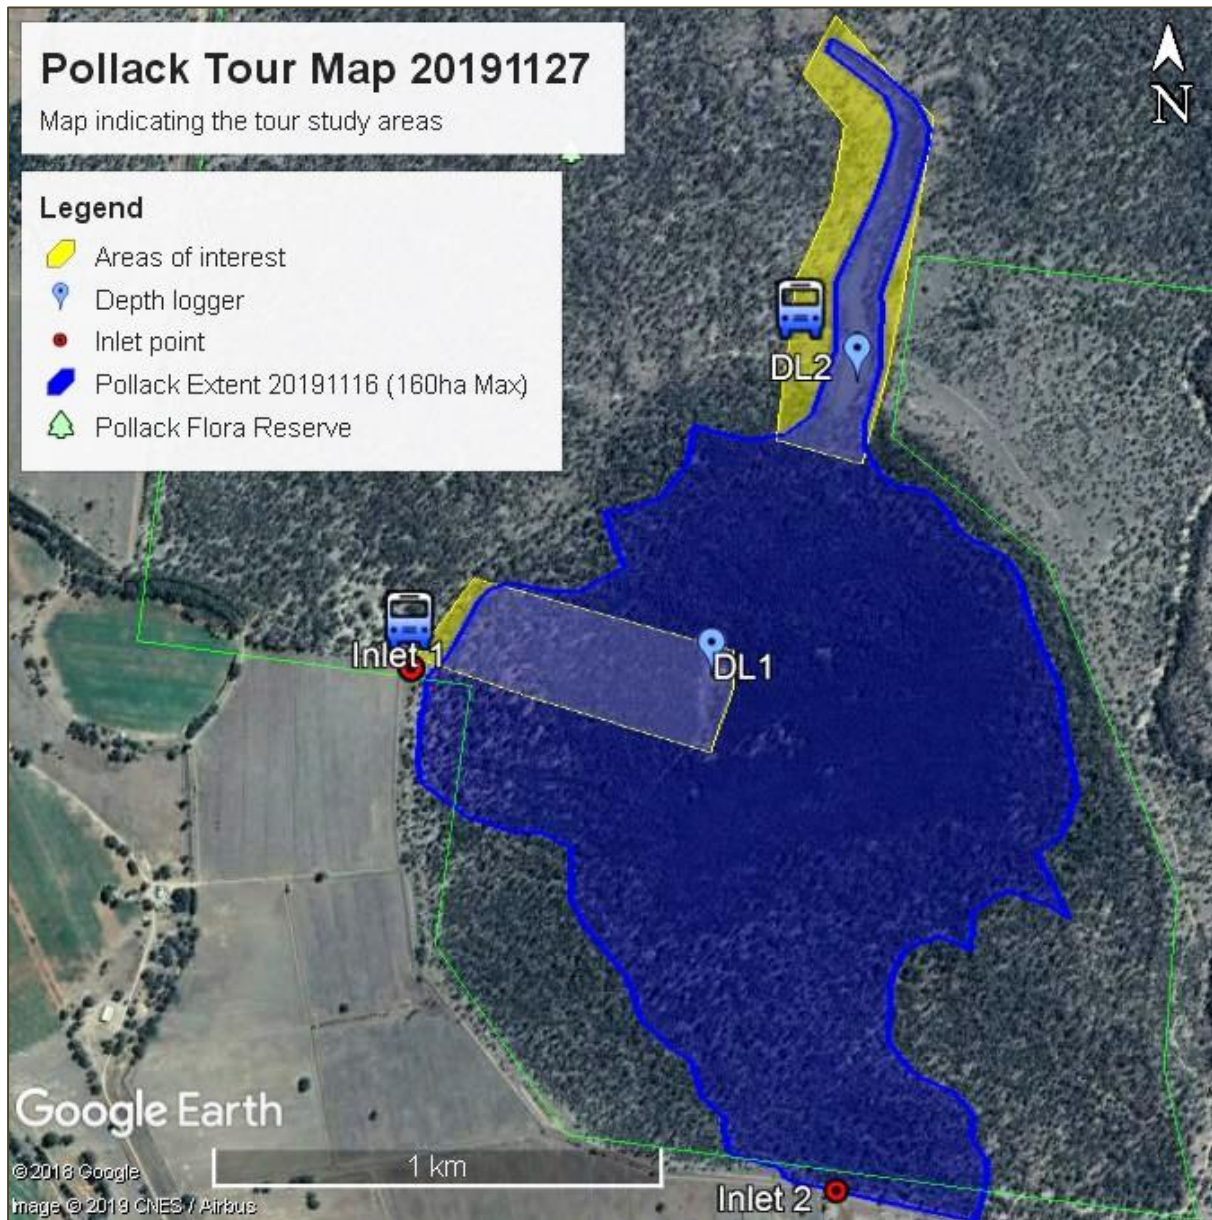 Pollack Tour Map 20191127
Map indicating the tour study areas
N
Legend
Areas of interest
Depth logger
Inlet point
Pollack Extent 20191116 (160ha Max)
Pollack Flora Reserve
DL2
Inlet 1
DL1
Google Earth
1 km
© 2018 Google
Image © 2019 CNES / Airbus
Inlet 2